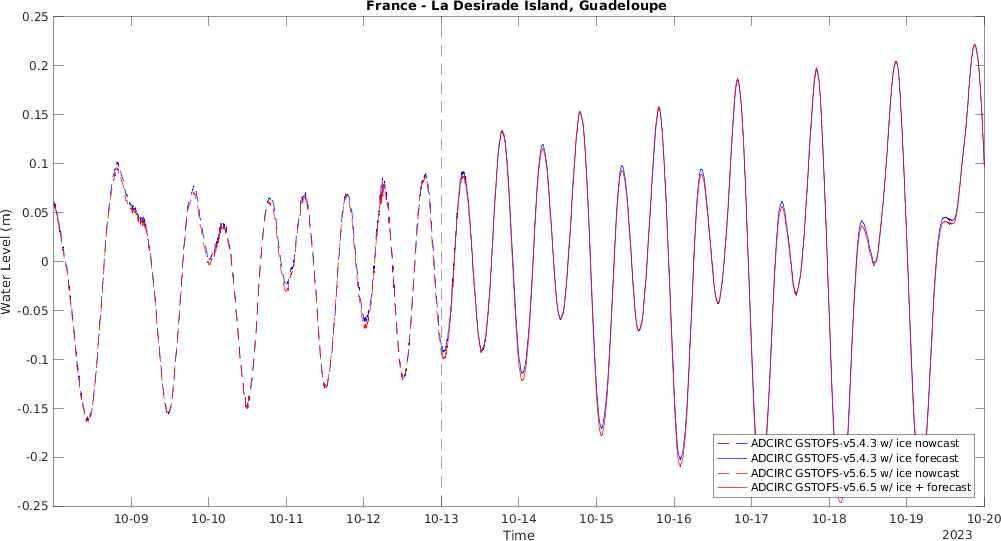 France - La Desirade Island, Guadeloupe
0.25
0.2
0.15
0.1
0.05
0
-0.05
-0.1
-0.15
-0.2
-0.25
Water Level (m)
ADCIRC GSTOFS-v5.4.3 w/ ice nowcast
ADCIRC GSTOFS-v5.4.3 w/ ice forecast
ADCIRC GSTOFS-v5.6.5 w/ ice nowcast
ADCIRC GSTOFS-v5.6.5 w/ ice + forecast
10-09 10-10 10-11 10-12 10-13 10-14 10-15 10-16 10-17 10-18 10-19 10-20
Time
2023